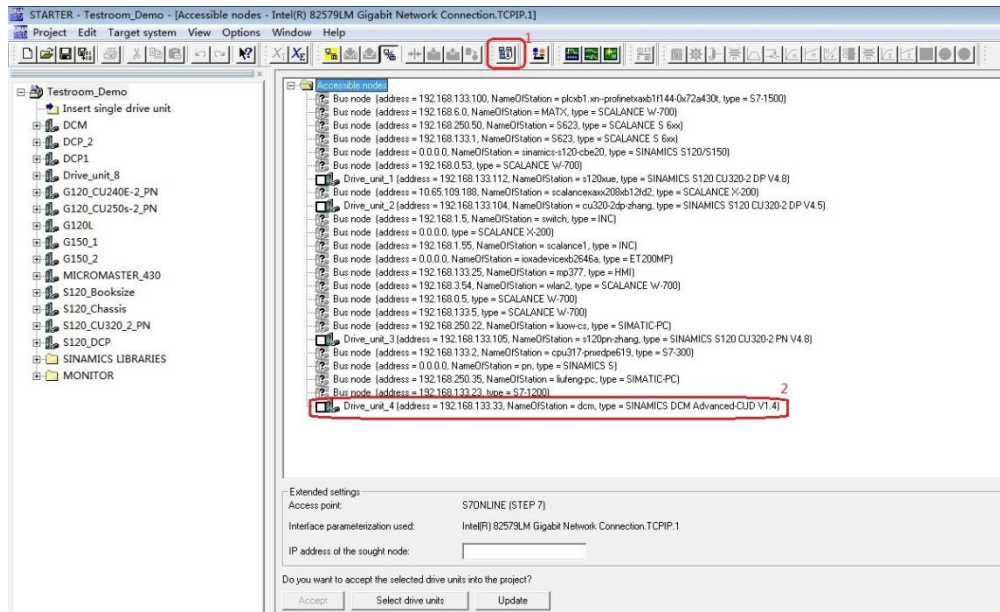 STARTER - Testroom_Demo - [Accessible nodes - Intel(R) 82579LM Gigabit Network Connection.TCPIP.1]
Project Edit Target system View Options Window Help
1
Testroom_Demo
Insert single drive unit
DCM
DCP_2
DCP1
Drive_unit_8
G120_CU240E-2_PN
G120_CU250s-2_PN
G120L
G150_1
G150_2
MICROMASTER_430
S120_Booksize
S120_Chassis
S120_CU320_2_PN
S120_DCP
SINAMICS LIBRARIES
MONITOR
Accessible nodes
Bus node (address = 192.168.133.100, NameOfStation = plcxb1.xn--profinetxaxb1f144-0x72a430t, type = S7-1500)
Bus node (address = 192.168.6.0, NameOfStation = MATX, type = SCALANCE W-700)
Bus node (address = 192.168.250.50, NameOfStation = S623, type = SCALANCE S 6xx)
Bus node (address = 192.168.133.1, NameOfStation = S623, type = SCALANCE S 6xx)
Bus node (address = 0.0.0.0, NameOfStation = sinamics-s120-cbe20, type = SINAMICS S120/S150)
Bus node (address = 192.168.0.53, type = SCALANCE W-700)
Drive_unit_1 (address = 192.168.133.112, NameOfStation = s120xue, type = SINAMICS S120 CU320-2 DP V4.8)
Bus node (address = 10.65.109.188, NameOfStation = scalancexaxx208xb12fd2, type = SCALANCE X-200)
Drive_unit_2 (address = 192.168.133.104, NameOfStation = cu320-2dp-zhang, type = SINAMICS S120 CU320-2 DP V4.5)
Bus node (address = 192.168.1.5, NameOfStation = switch, type = INC)
Bus node (address = 0.0.0.0, type = SCALANCE X-200)
Bus node (address = 192.168.1.55, NameOfStation = scalance1, type = INC)
Bus node (address = 0.0.0.0, NameOfStation = ioxadevicexb2646a, type = ET200MP)
Bus node (address = 192.168.133.25, NameOfStation = mp377, type = HMI)
Bus node (address = 192.168.3.54, NameOfStation = wlan2, type = SCALANCE W-700)
Bus node (address = 192.168.0.5, type = SCALANCE W-700)
Bus node (address = 192.168.133.5, type = SCALANCE W-700)
Bus node (address = 192.168.250.22, NameOfStation = luow-cs, type = SIMATIC-PC)
Drive_unit_3 (address = 192.168.133.105, NameOfStation = s120pn-zhang, type = SINAMICS S120 CU320-2 PN V4.8)
Bus node (address = 192.168.133.2, NameOfStation = cpu317-pnxrdpe619, type = S7-300)
Bus node (address = 0.0.0.0, NameOfStation = pn, type = SINAMICS S)
Bus node (address = 192.168.250.35, NameOfStation = liufeng-pc, type = SIMATIC-PC)
Bus node (address = 192.168.133.23, type = S7-1200)
2
Drive_unit_4 (address = 192.168.133.33, NameOfStation = dcm, type = SINAMICS DCM Advanced-CUD V1.4)
Extended settings
Access point: S7ONLINE (STEP 7)
Interface parameterization used: Intel(R) 82579LM Gigabit Network Connection.TCPIP.1
IP address of the sought node:
Do you want to accept the selected drive units into the project?
Accept Select drive units Update